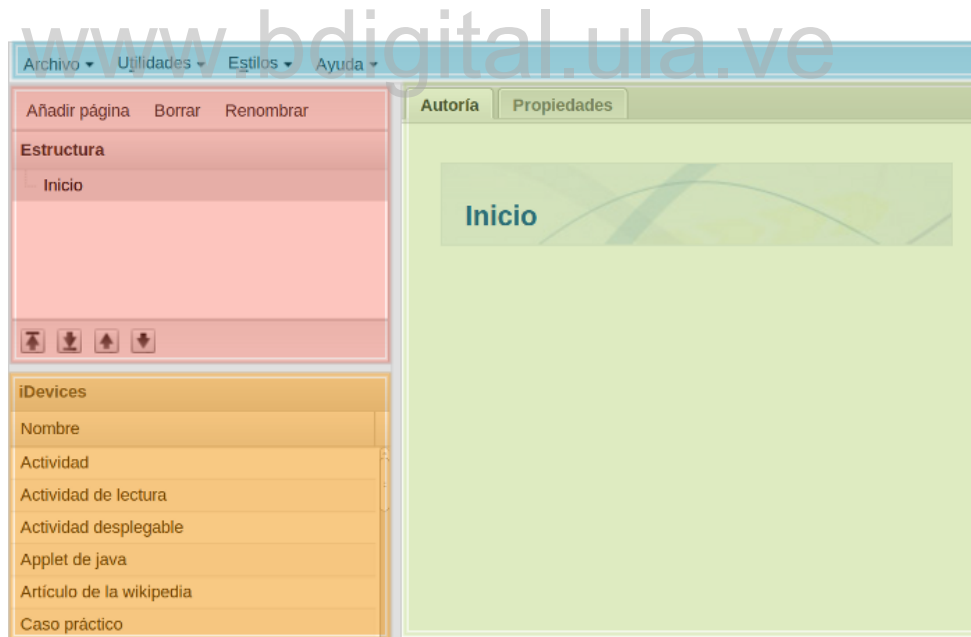 www.bdigital.ula.ve
Archivo Utilidades Estilos Ayuda
Añadir página Borrar Renombrar
Estructura
Inicio
iDevices
Nombre
Actividad
Actividad de lectura
Actividad desplegable
Applet de java
Artículo de la wikipedia
Caso práctico
Autoría Propiedades
Inicio